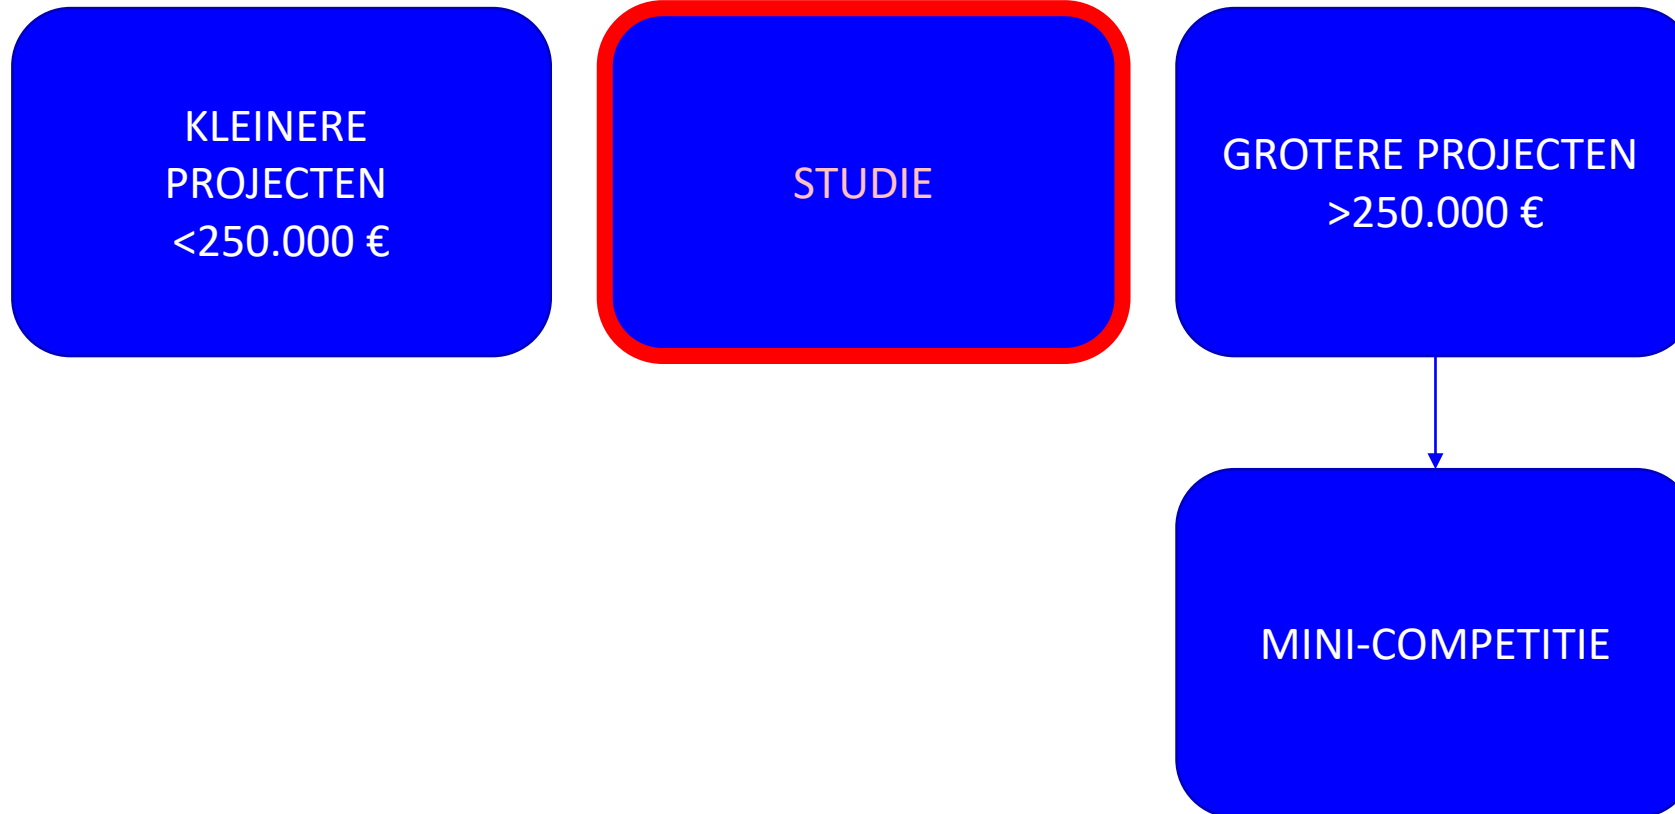 KLEINERE
PROJECTEN
<250.000 €
STUDIE
GROTERE PROJECTEN
>250.000 €
MINI-COMPETITIE